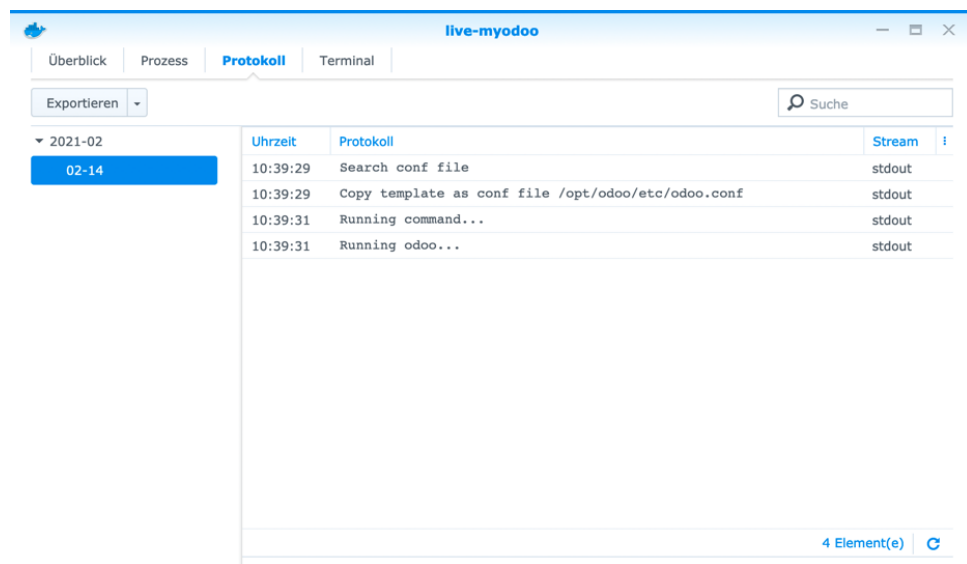 live-myodoo
Überblick Prozess Protokoll Terminal
Exportieren Suche
2021-02
02-14
Uhrzeit Protokoll Stream
10:39:29 Search conf file stdout
10:39:29 Copy template as conf file /opt/odoo/etc/odoo.conf stdout
10:39:31 Running command... stdout
10:39:31 Running odoo... stdout
4 Element(e)